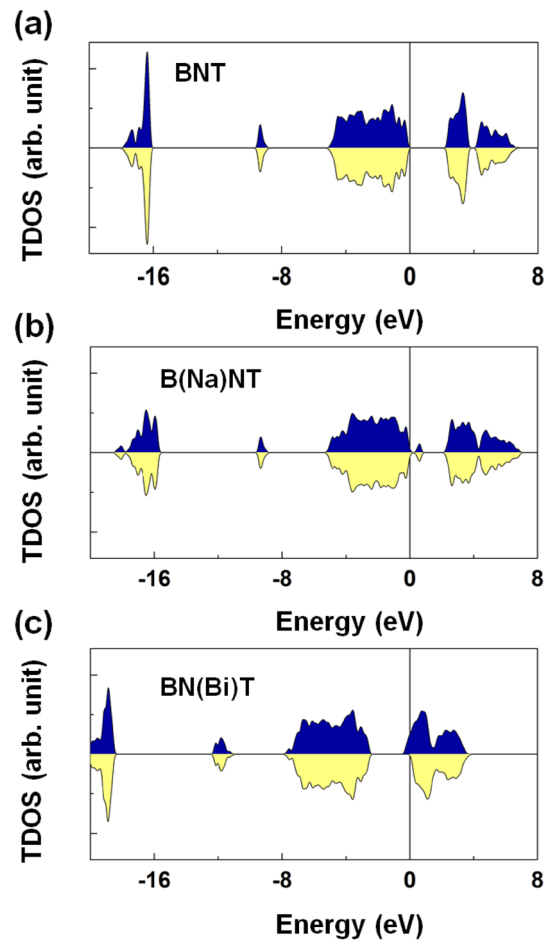 (a)
BNT
TDOS (arb. unit)
-16 -8 0 8
Energy (eV)
(b)
B(Na)NT
TDOS (arb. unit)
-16 -8 0 8
Energy (eV)
(c)
BN(Bi)T
TDOS (arb. unit)
-16 -8 0 8
Energy (eV)